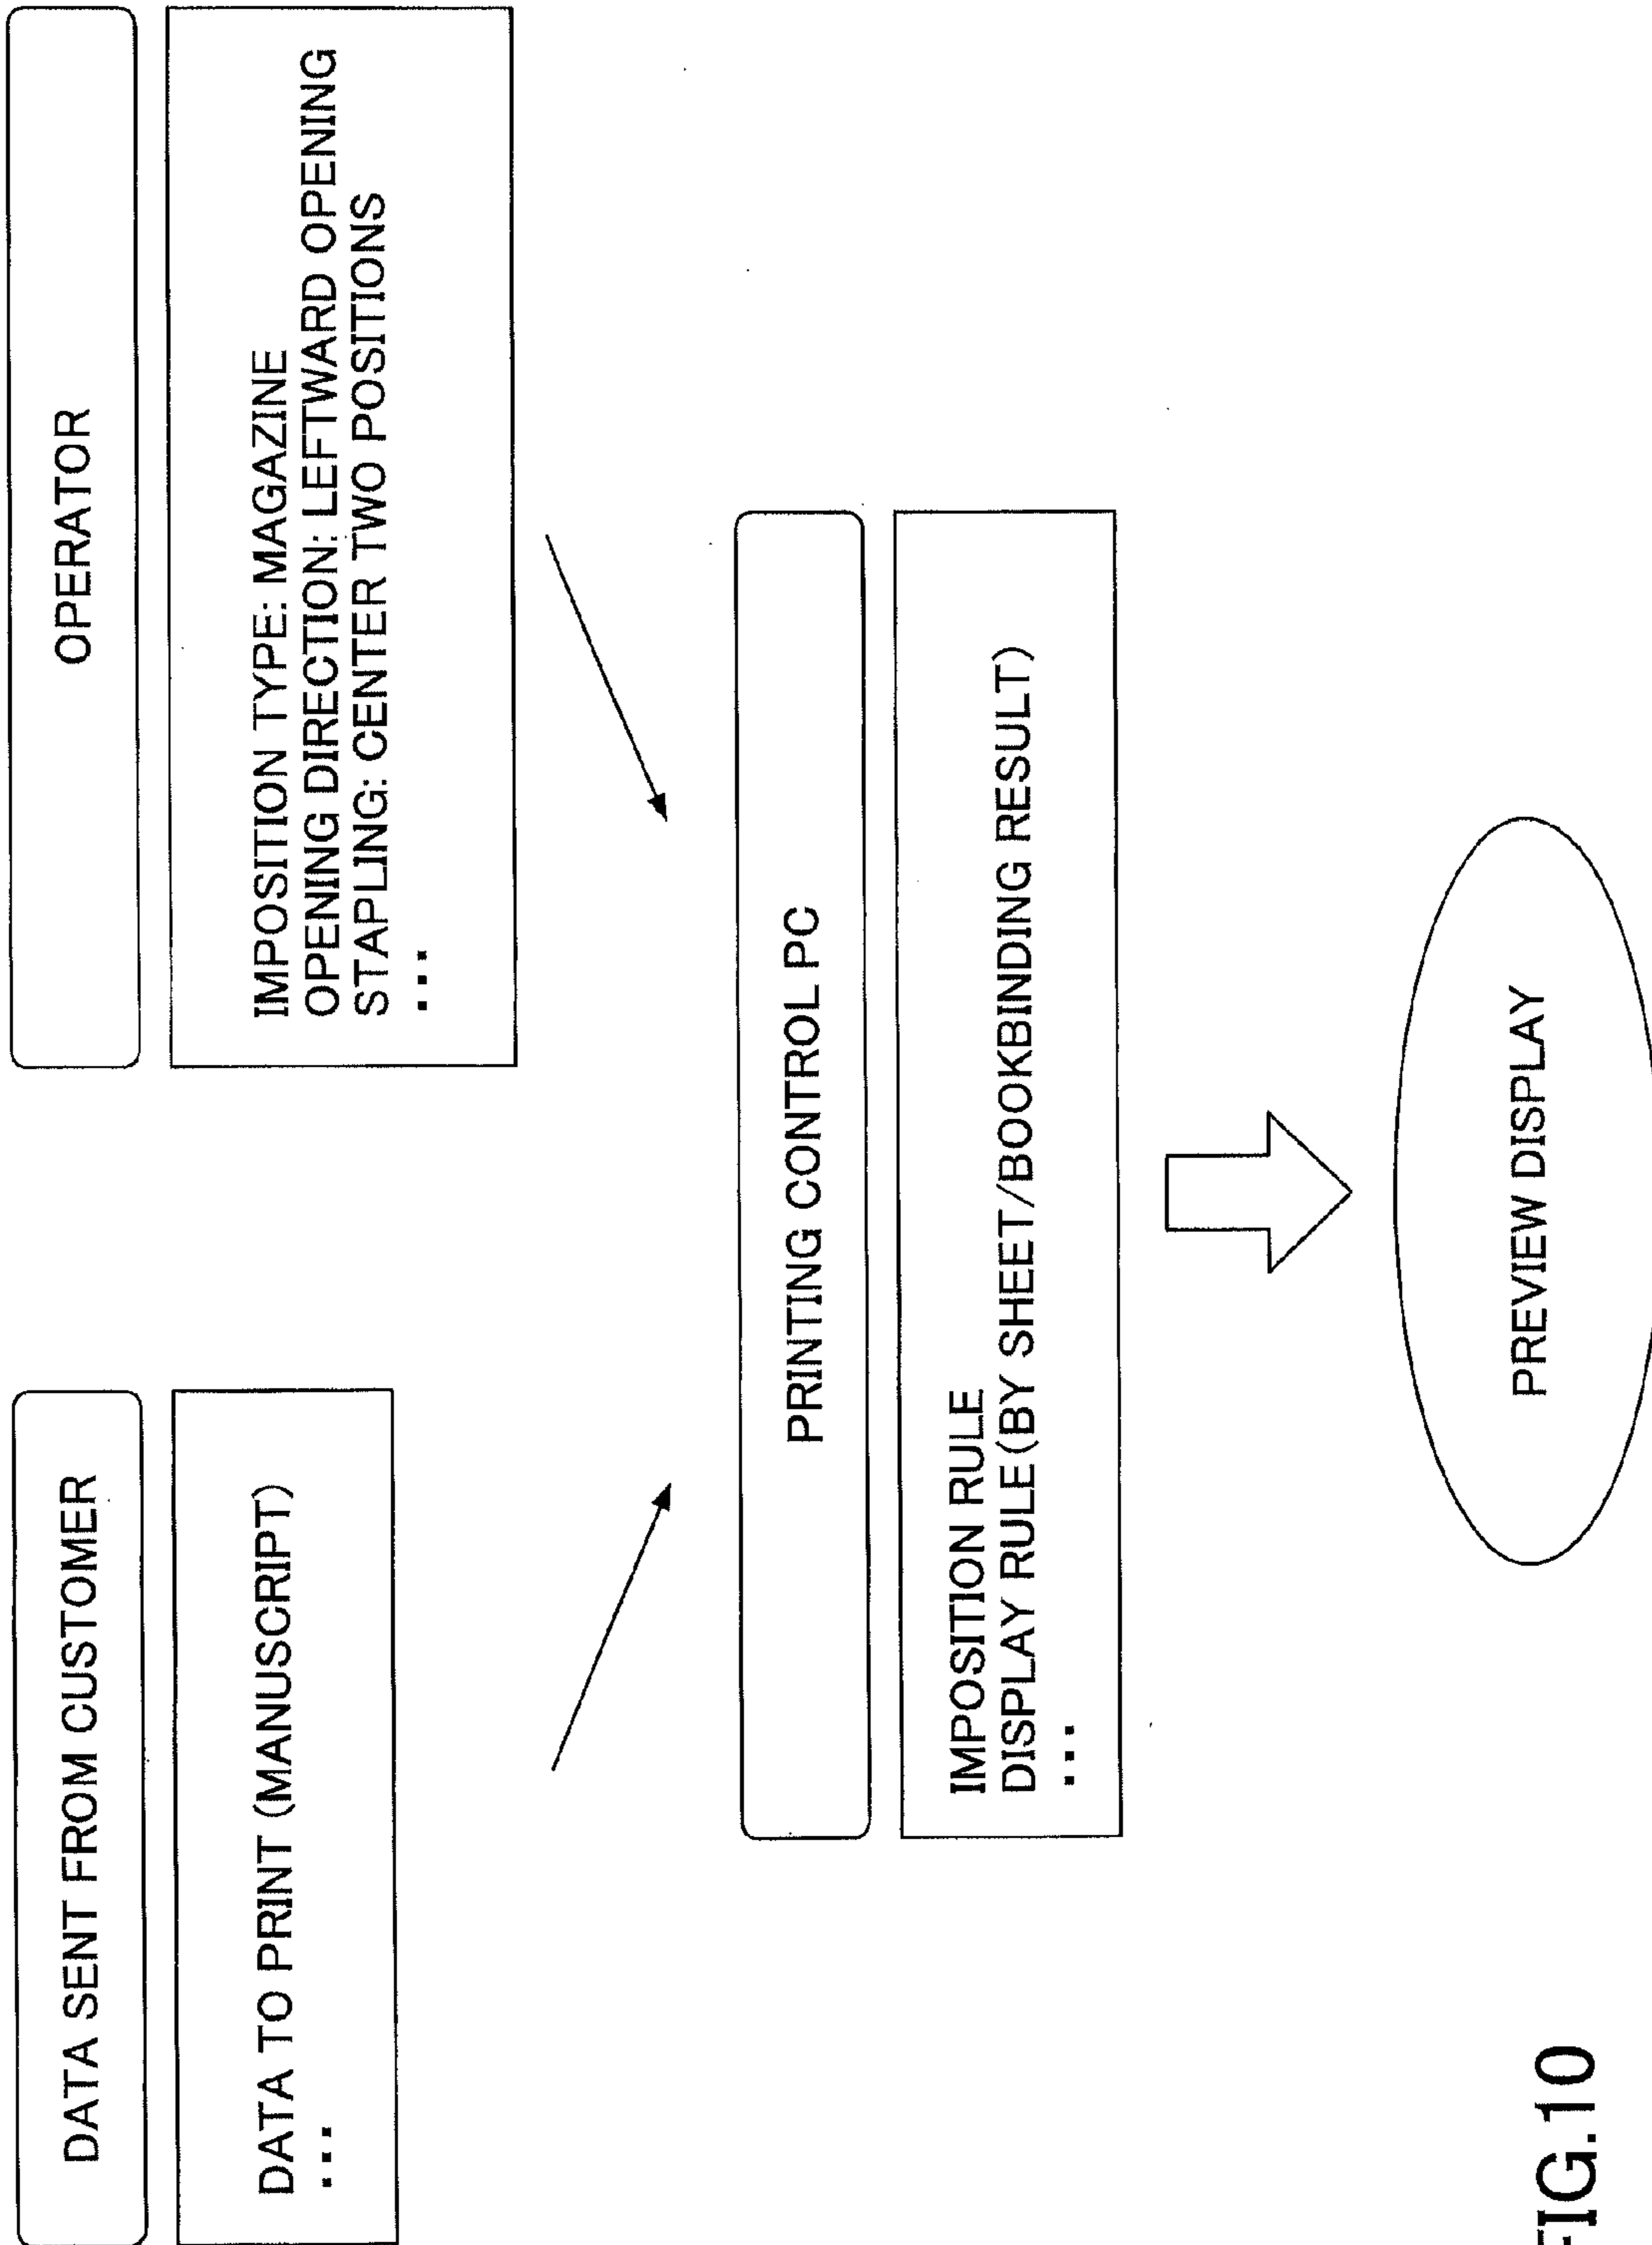 DATA SENT FROM CUSTOMER
DATA TO PRINT (MANUSCRIPT)
...
OPERATOR
IMPOSITION TYPE: MAGAZINE
OPENING DIRECTION: LEFTWARD OPENING
STAPLING: CENTER TWO POSITIONS
...
PRINTING CONTROL PC
IMPOSITION RULE
DISPLAY RULE(BY SHEET/BOOKBINDING RESULT)
...
PREVIEW DISPLAY
FIG.10